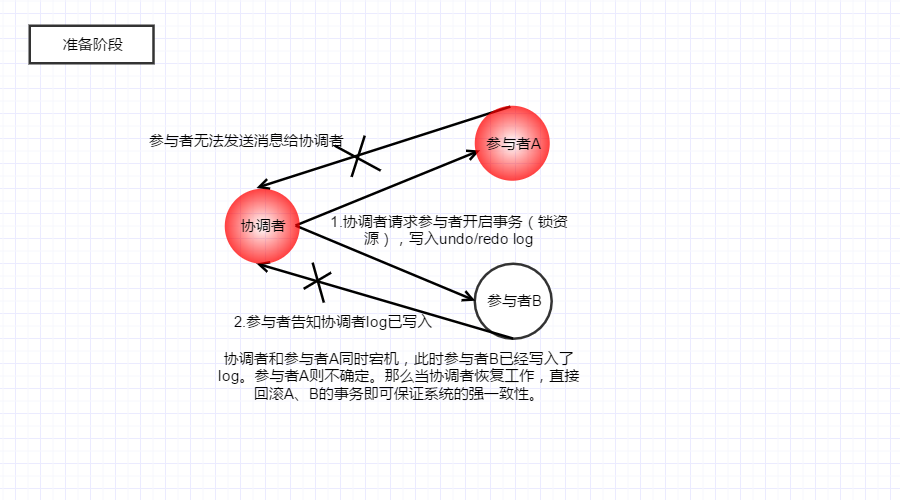 准备阶段
参与者无法发送消息给协调者
参与者A
协调者
1.协调者请求参与者开启事务（锁资
源），写入undo/redo log
参与者B
2.参与者告知协调者log已写入
协调者和参与者A同时宕机，此时参与者B已经写入了
log。参与者A则不确定。那么当协调者恢复工作，直接
回滚A、B的事务即可保证系统的强一致性。